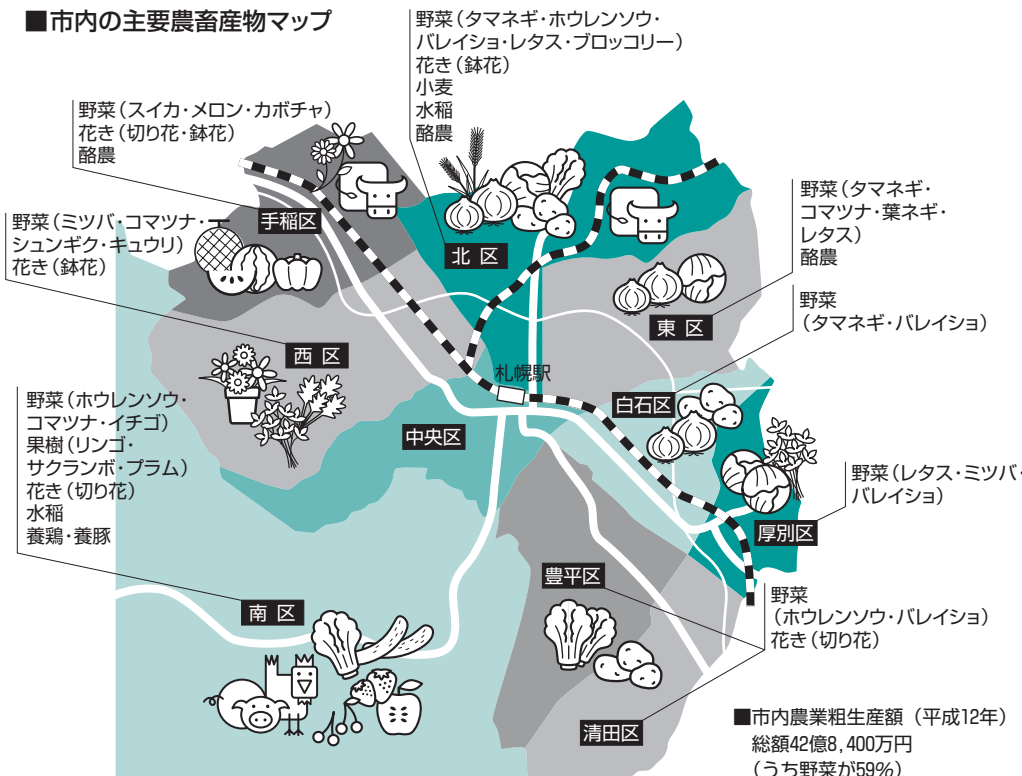 ■市内の主要農畜産物マップ
野菜(タマネギ・ホウレンソウ・
バレイショ・レタス・ブロッコリー)
花き(鉢花)
小麦
水稲
酪農
野菜(スイカ・メロン・カボチャ)
花き(切り花・鉢花)
酪農
野菜(ミツバ・コマツナ・
シュンギク・キュウリ)
花き(鉢花)
野菜(タマネギ・
コマツナ・葉ネギ・
レタス)
酪農
野菜
(タマネギ・バレイショ)
手稲区
北 区
東 区
西 区
札幌駅
白石区
中央区
野菜(ホウレンソウ・
コマツナ・イチゴ)
果樹(リンゴ・
サクランボ・プラム)
花き(切り花)
水稲
養鶏・養豚
野菜(レタス・ミツバ・
バレイショ)
厚別区
豊平区
南 区
野菜
(ホウレンソウ・バレイショ)
花き(切り花)
清田区
■市内農業粗生産額(平成12年)
総額42億8,400万円
(うち野菜が59%)